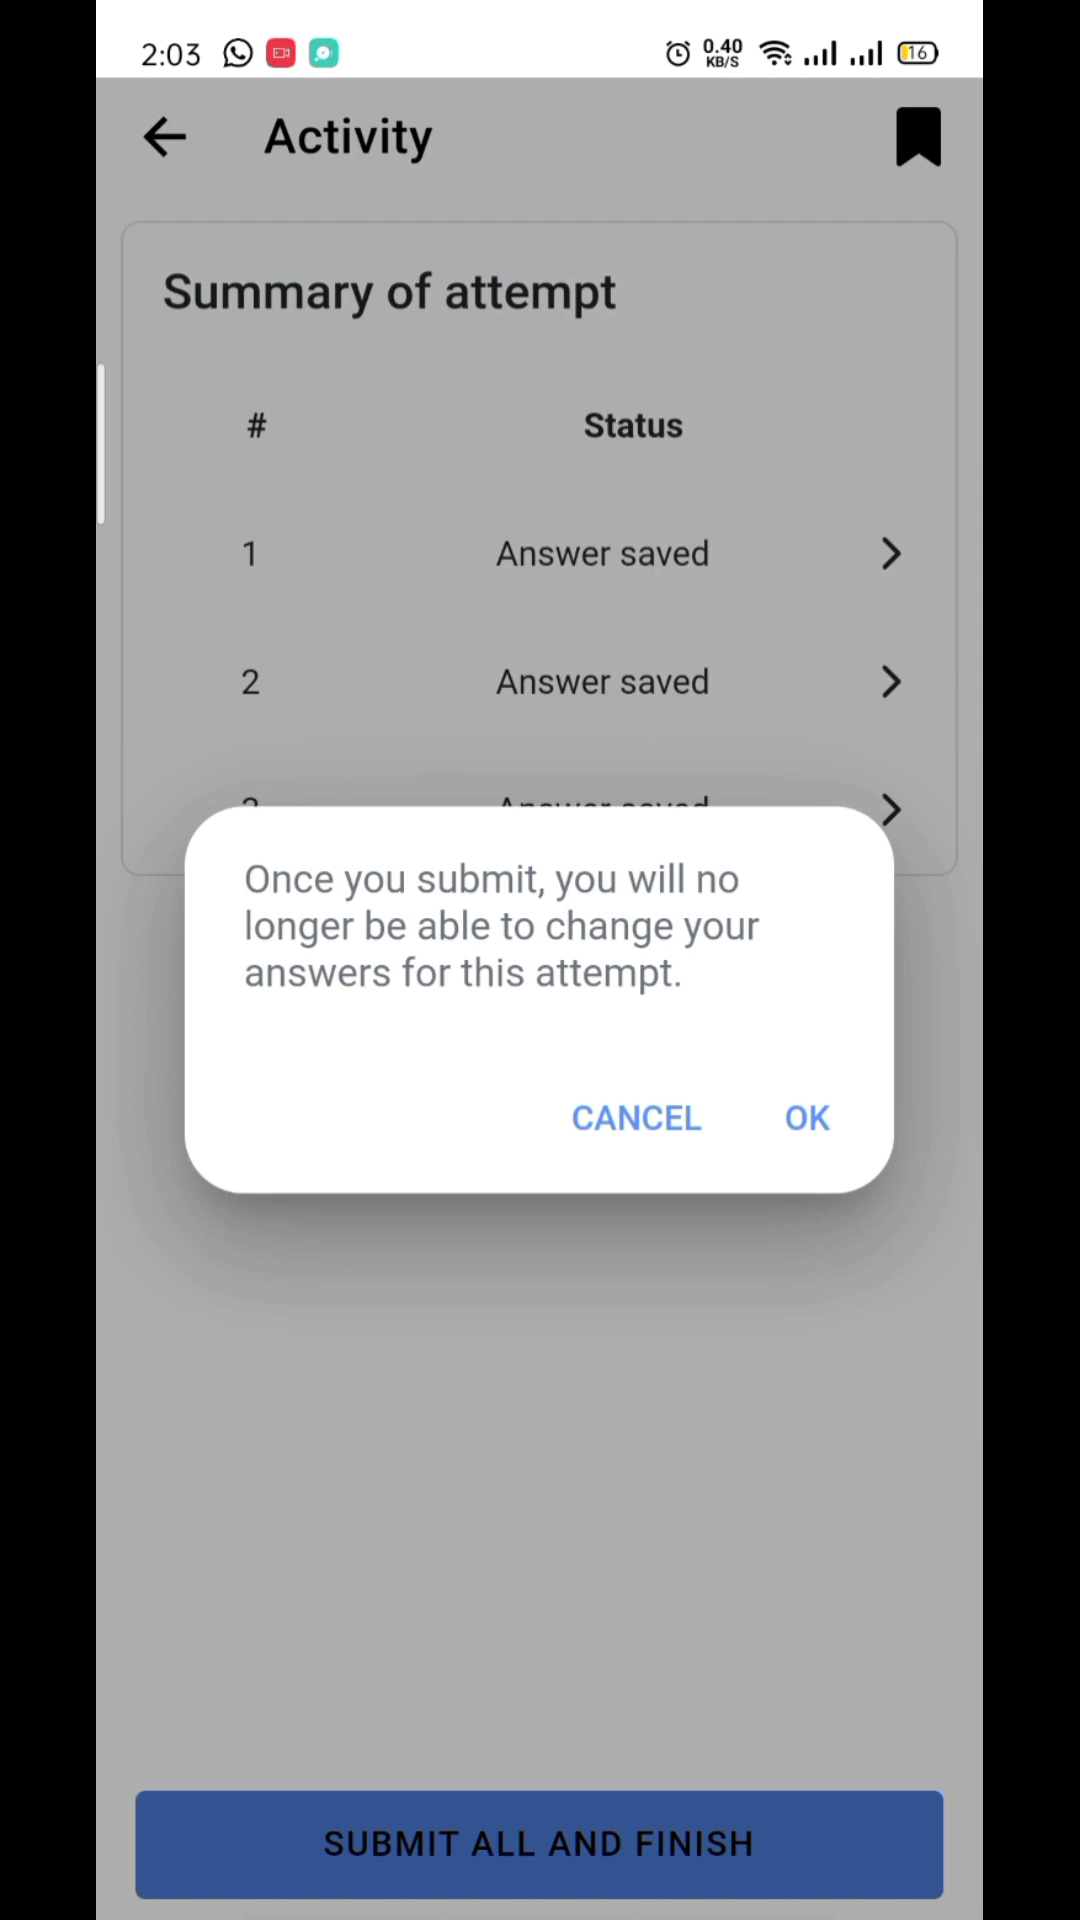 2:03
0.40
KB/S
16
Activity
Summary of attempt
# Status
1 Answer saved
2 Answer saved
Answer saved
Once you submit, you will no
longer be able to change your
answers for this attempt.
CANCEL OK
SUBMIT ALL AND FINISH